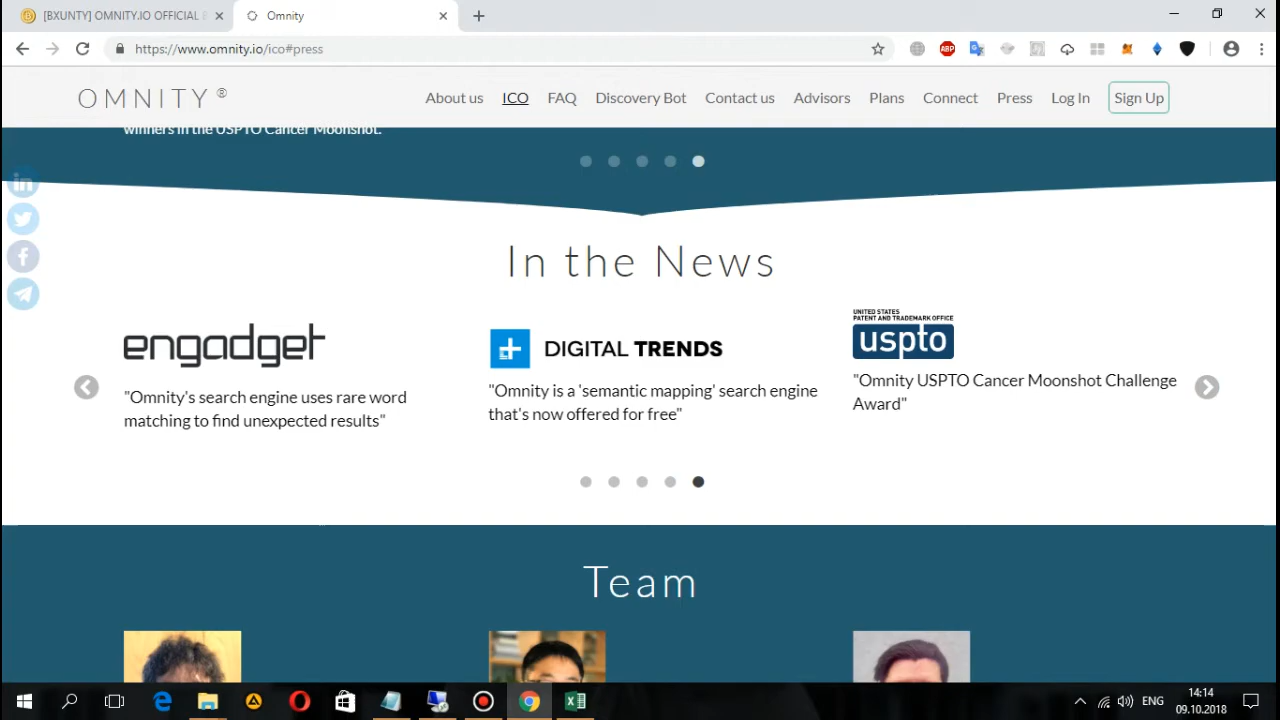 [BXUNTY] OMNITY.IO OFFICIAL
Omnity
https://www.omnity.io/ico#press
ABP
OMNITY ®
About us ICO FAQ Discovery Bot Contact us Advisors Plans Connect Press Log In Sign Up
winners in the USPTO Cancer Moonshot.
In the News
engadget
"Omnity's search engine uses rare word
matching to find unexpected results"
DIGITAL TRENDS
"Omnity is a 'semantic mapping' search engine
that's now offered for free"
UNITED STATES
PATENT AND TRADEMARK OFFICE
uspto
"Omnity USPTO Cancer Moonshot Challenge
Award"
Team
ENG
14:14
09.10.2018